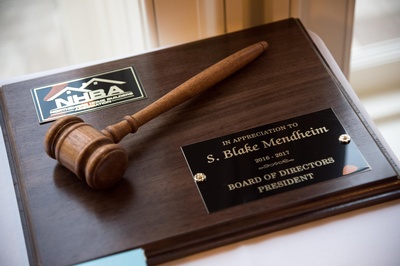 NHBA
IN APPRECIATION TO
S. Blake Mendheim
2016 - 2017
BOARD OF DIRECTORS
PRESIDENT